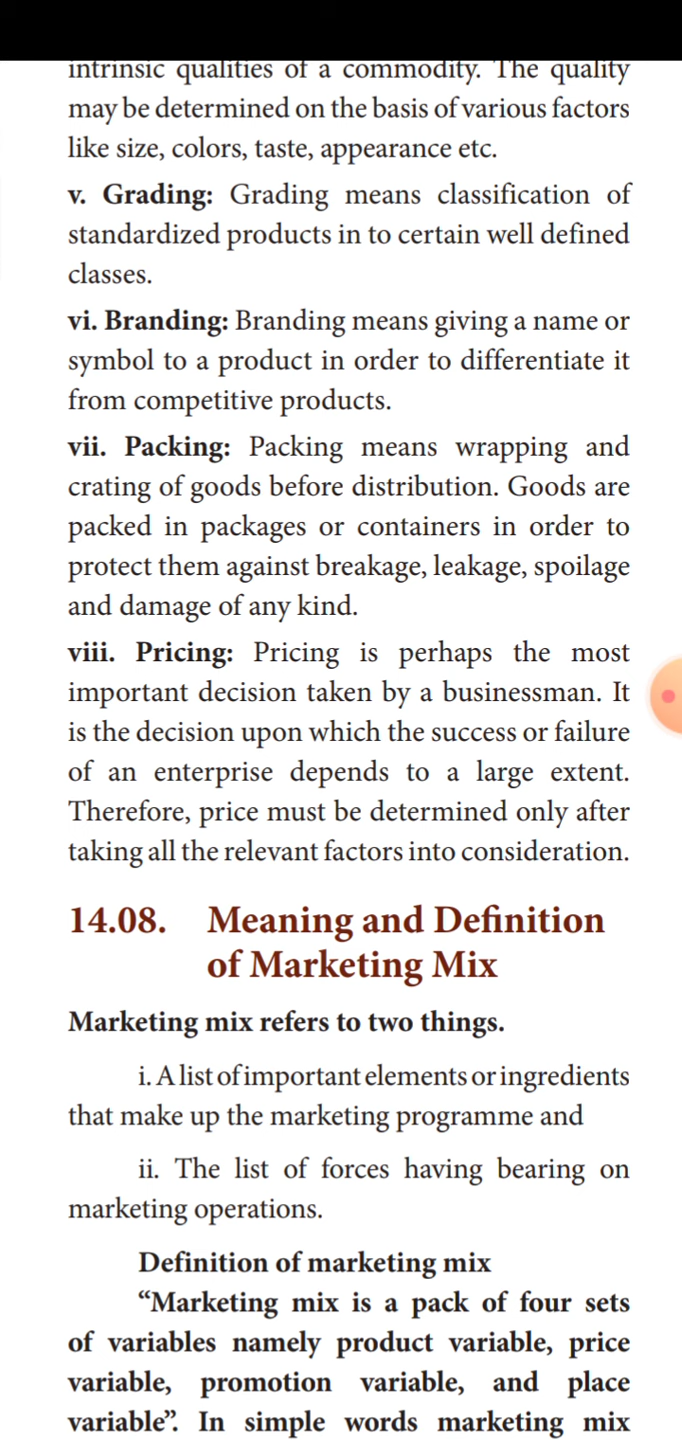 intrinsic qualities of a commodity. The quality
may be determined on the basis of various factors
like size, colors, taste, appearance etc.
v. Grading: Grading means classification of
standardized products in to certain well defined
classes.
vi. Branding: Branding means giving a name or
symbol to a product in order to differentiate it
from competitive products.
vii. Packing: Packing means wrapping and
crating of goods before distribution. Goods are
packed in packages or containers in order to
protect them against breakage, leakage, spoilage
and damage of any kind.
viii. Pricing: Pricing is perhaps the most
important decision taken by a businessman. It
is the decision upon which the success or failure
of an enterprise depends to a large extent.
Therefore, price must be determined only after
taking all the relevant factors into consideration.
14.08. Meaning and Definition
of Marketing Mix
Marketing mix refers to two things.
i. A list of important elements or ingredients
that make up the marketing programme and
ii. The list of forces having bearing on
marketing operations.
Definition of marketing mix
“Marketing mix is a pack of four sets
of variables namely product variable, price
variable, promotion variable, and place
variable”. In simple words marketing mix